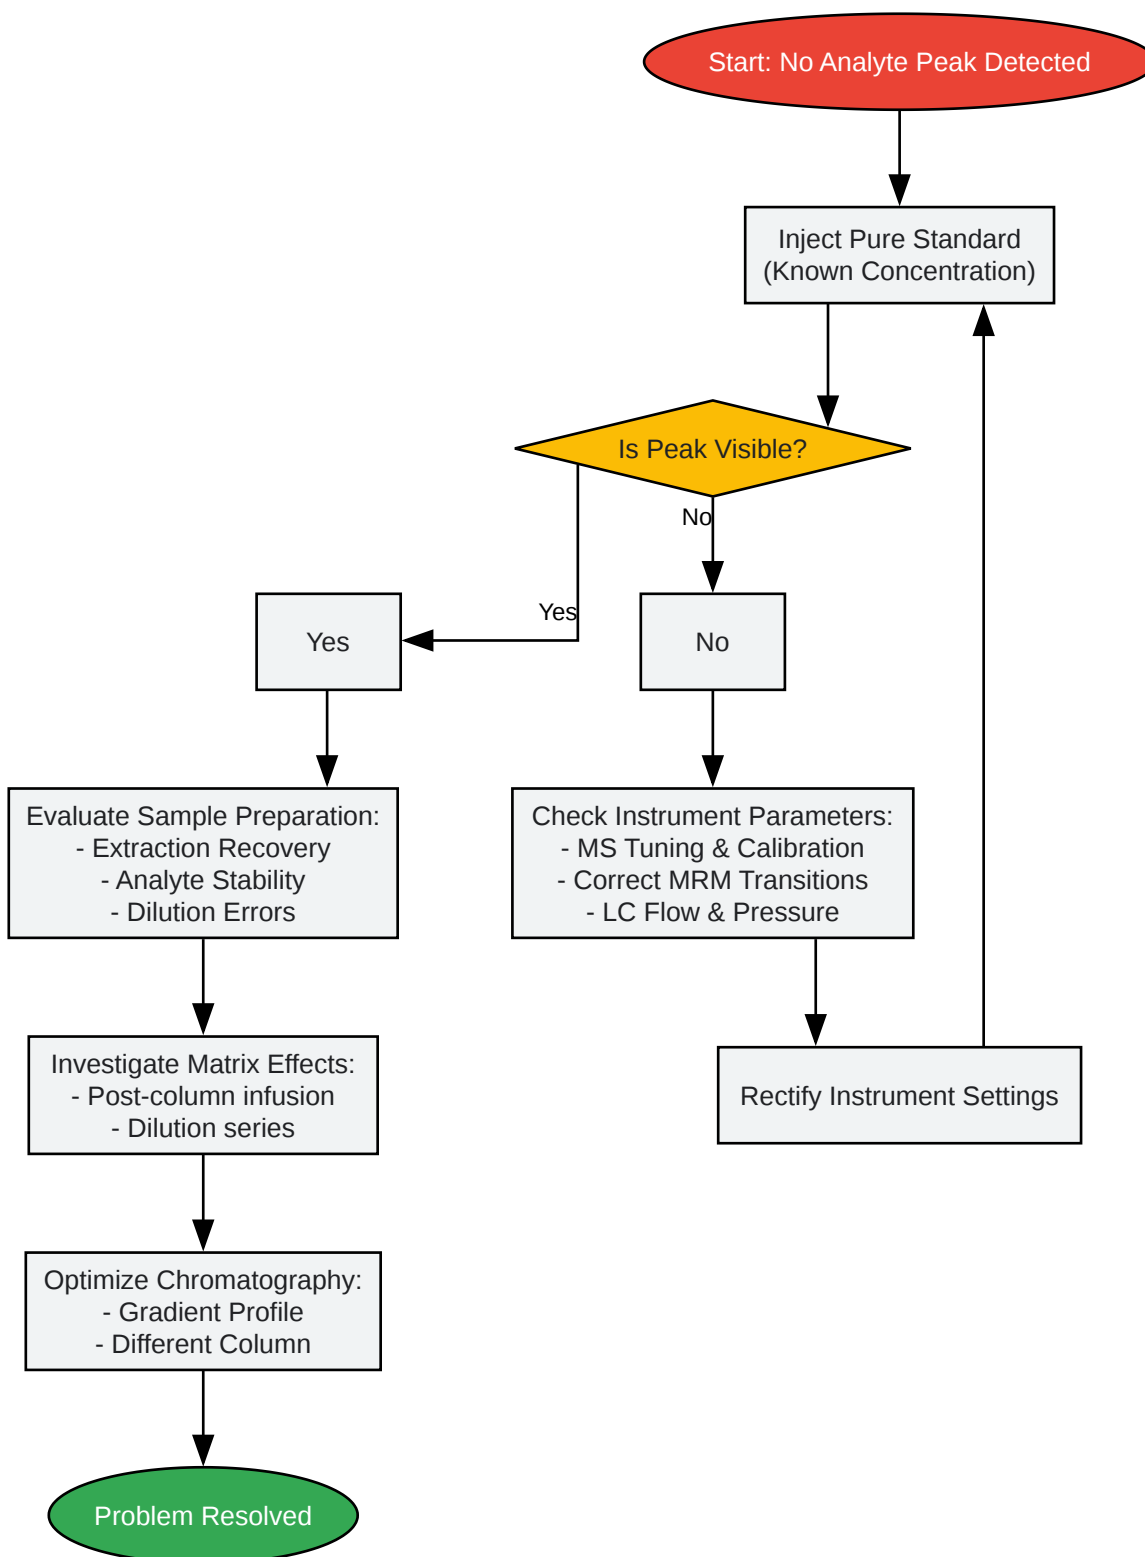 Start: No Analyte Peak Detected
Inject Pure Standard
(Known Concentration)
Is Peak Visible?
No
Yes
Yes
No
Evaluate Sample Preparation:
- Extraction Recovery
- Analyte Stability
- Dilution Errors
Check Instrument Parameters:
- MS Tuning & Calibration
- Correct MRM Transitions
- LC Flow & Pressure
Investigate Matrix Effects:
- Post-column infusion
- Dilution series
Rectify Instrument Settings
Optimize Chromatography:
- Gradient Profile
- Different Column
Problem Resolved